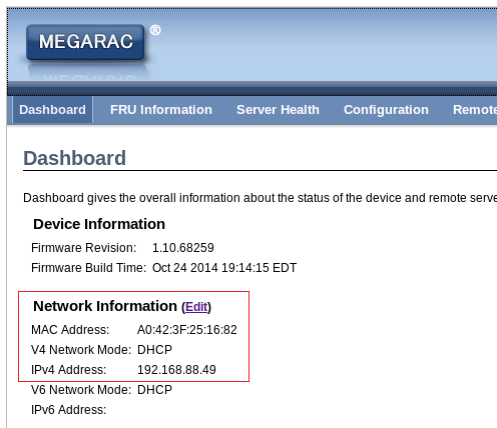 MEGARAC ®
Dashboard FRU Information Server Health Configuration Remote
Dashboard
Dashboard gives the overall information about the status of the device and remote serve
Device Information
Firmware Revision: 1.10.68259
Firmware Build Time: Oct 24 2014 19:14:15 EDT
Network Information (Edit)
MAC Address: A0:42:3F:25:16:82
V4 Network Mode: DHCP
IPv4 Address: 192.168.88.49
V6 Network Mode: DHCP
IPv6 Address: